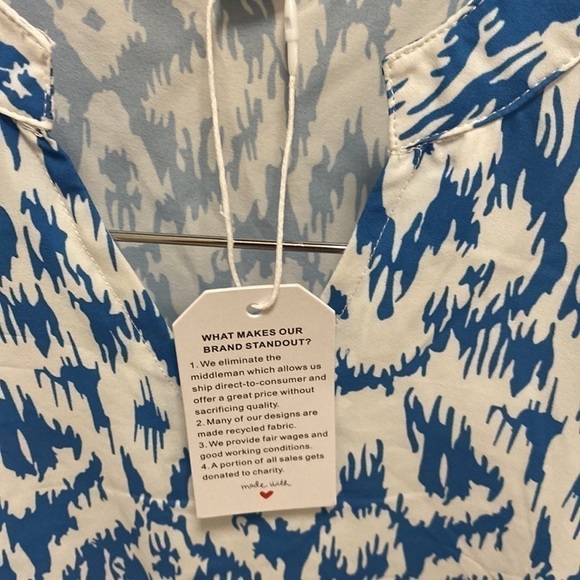 WHAT MAKES OUR
BRAND STANDOUT?
1. We eliminate the
middleman which allows us
ship direct-to-consumer and
offer a great price without
sacrificing quality.
2. Many of our designs are
made recycled fabric.
3. We provide fair wages and
good working conditions.
4. A portion of all sales gets
donated to charity.
made with